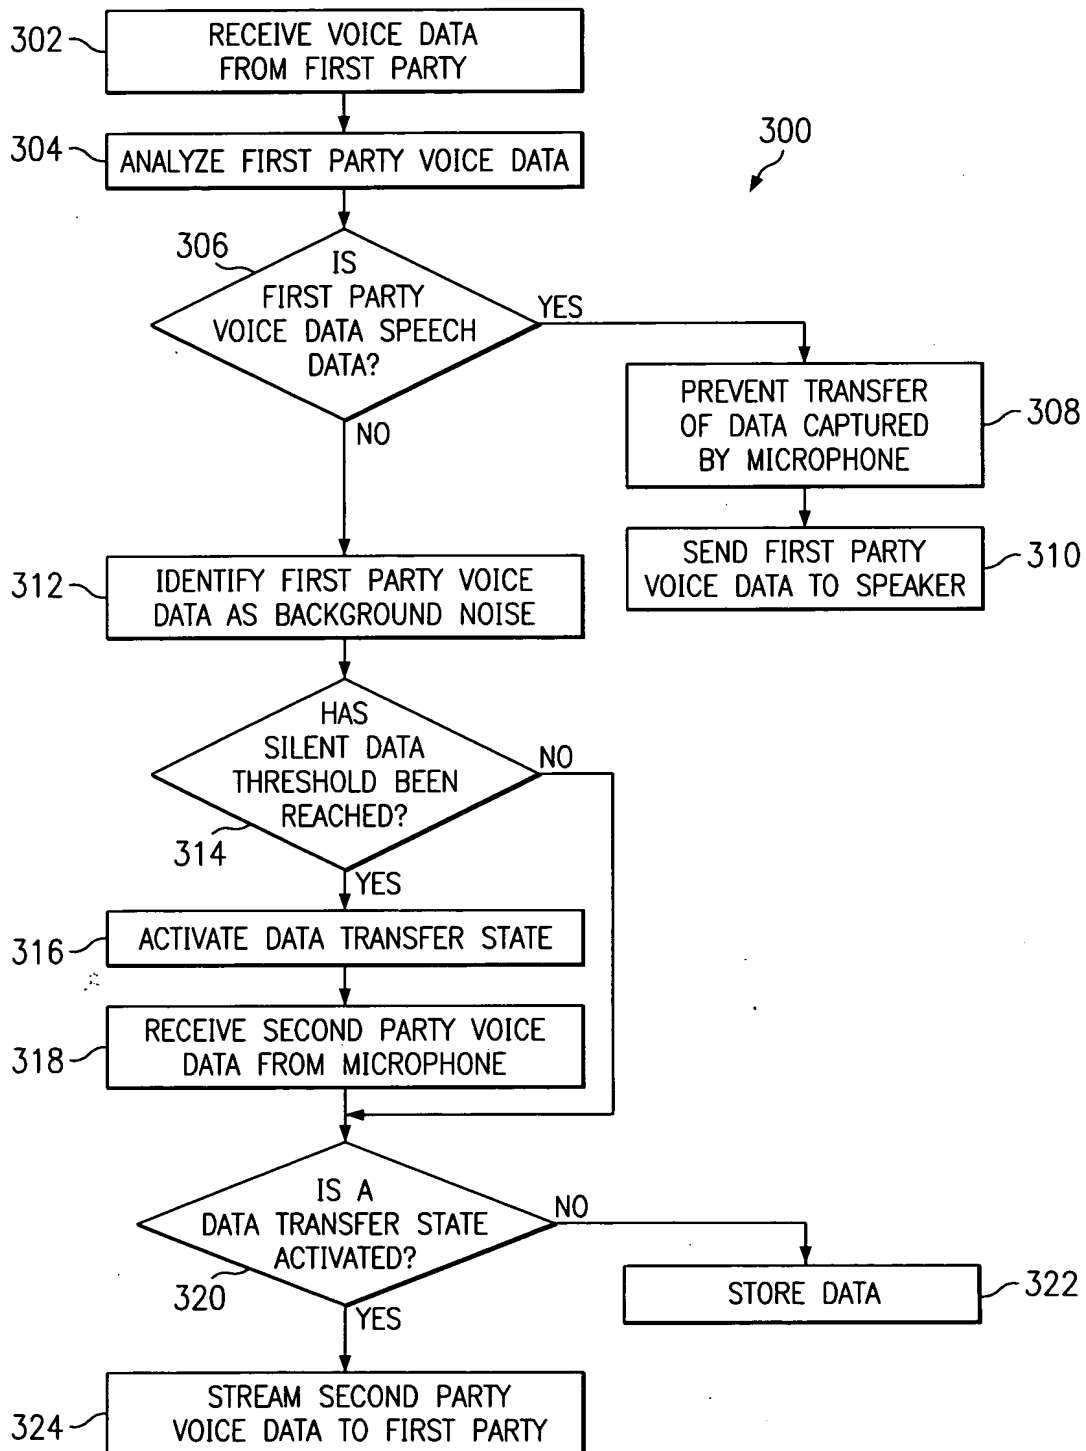 302
RECEIVE VOICE DATA
FROM FIRST PARTY
304
ANALYZE FIRST PARTY VOICE DATA
300
306
IS
FIRST PARTY
VOICE DATA SPEECH
DATA?
YES
NO
PREVENT TRANSFER
OF DATA CAPTURED
BY MICROPHONE
308
SEND FIRST PARTY
VOICE DATA TO SPEAKER
310
312
IDENTIFY FIRST PARTY VOICE
DATA AS BACKGROUND NOISE
HAS
SILENT DATA
THRESHOLD BEEN
REACHED?
NO
314
YES
316
ACTIVATE DATA TRANSFER STATE
318
RECEIVE SECOND PARTY VOICE
DATA FROM MICROPHONE
IS A
DATA TRANSFER STATE
ACTIVATED?
NO
320
YES
STORE DATA
322
324
STREAM SECOND PARTY
VOICE DATA TO FIRST PARTY